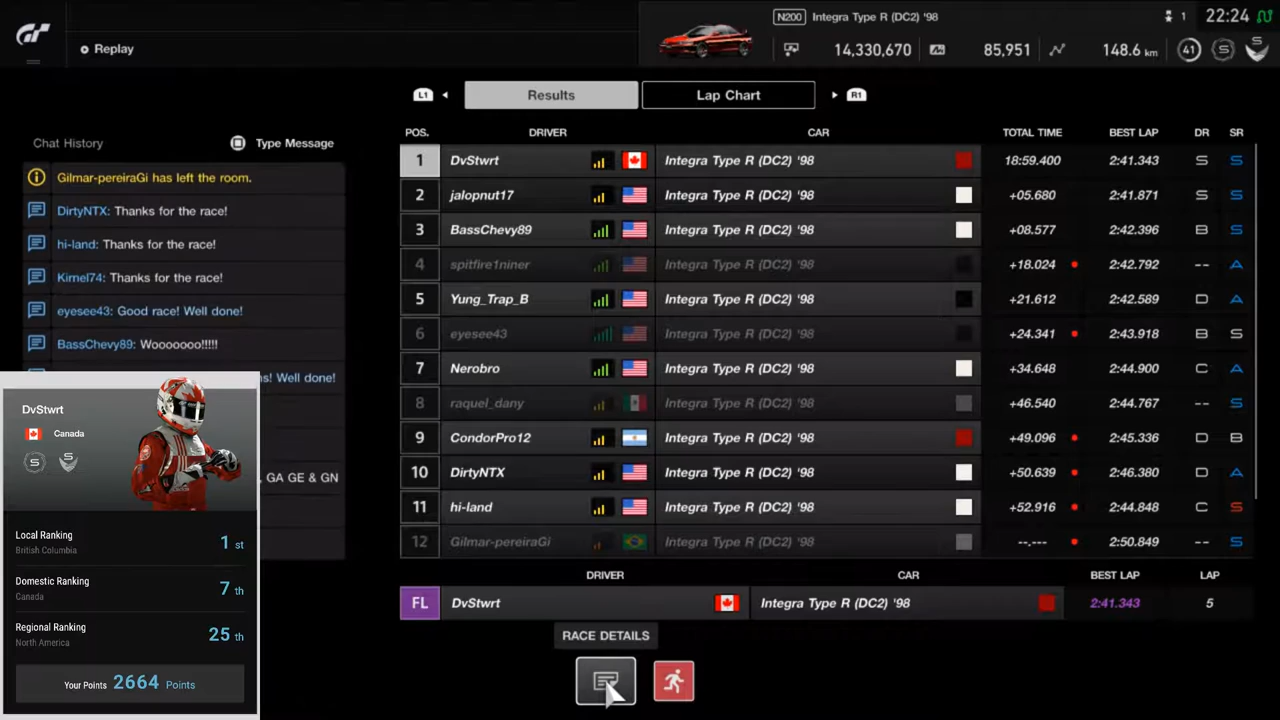 N200 Integra Type R (DC2) '98
1 22:24
Replay
14,330,670 85,951 148.6 km 41 S S
L1 Results Lap Chart R1
Chat History Type Message
Gilmar-pereiraGi has left the room.
DirtyNTX: Thanks for the race!
hi-land: Thanks for the race!
Kirnel74: Thanks for the race!
eyesee43: Good race! Well done!
BassChevy89: Wooooooo!!!!!
s! Well done!
, GA GE & GN
POS. DRIVER CAR TOTAL TIME BEST LAP DR SR
1 DvStwrt Integra Type R (DC2) '98 18:59.400 2:41.343 S S
2 jalopnut17 Integra Type R (DC2) '98 +05.680 2:41.871 S S
3 BassChevy89 Integra Type R (DC2) '98 +08.577 2:42.396 B S
4 spitfire1niner Integra Type R (DC2) '98 +18.024 2:42.792 -- A
5 Yung_Trap_B Integra Type R (DC2) '98 +21.612 2:42.589 D A
6 eyesee43 Integra Type R (DC2) '98 +24.341 2:43.918 B S
7 Nerobro Integra Type R (DC2) '98 +34.648 2:44.900 C A
8 raquel_dany Integra Type R (DC2) '98 +46.540 2:44.767 -- S
9 CondorPro12 Integra Type R (DC2) '98 +49.096 2:45.336 D B
10 DirtyNTX Integra Type R (DC2) '98 +50.639 2:46.380 D A
11 hi-land Integra Type R (DC2) '98 +52.916 2:44.848 C S
12 Gilmar-pereiraGi Integra Type R (DC2) '98 --.--- 2:50.849 -- S
DRIVER CAR BEST LAP LAP
FL DvStwrt Integra Type R (DC2) '98 2:41.343 5
RACE DETAILS
DvStwrt
Canada
S S
Local Ranking
British Columbia
1 st
Domestic Ranking
Canada
7 th
Regional Ranking
North America
25 th
Your Points 2664 Points